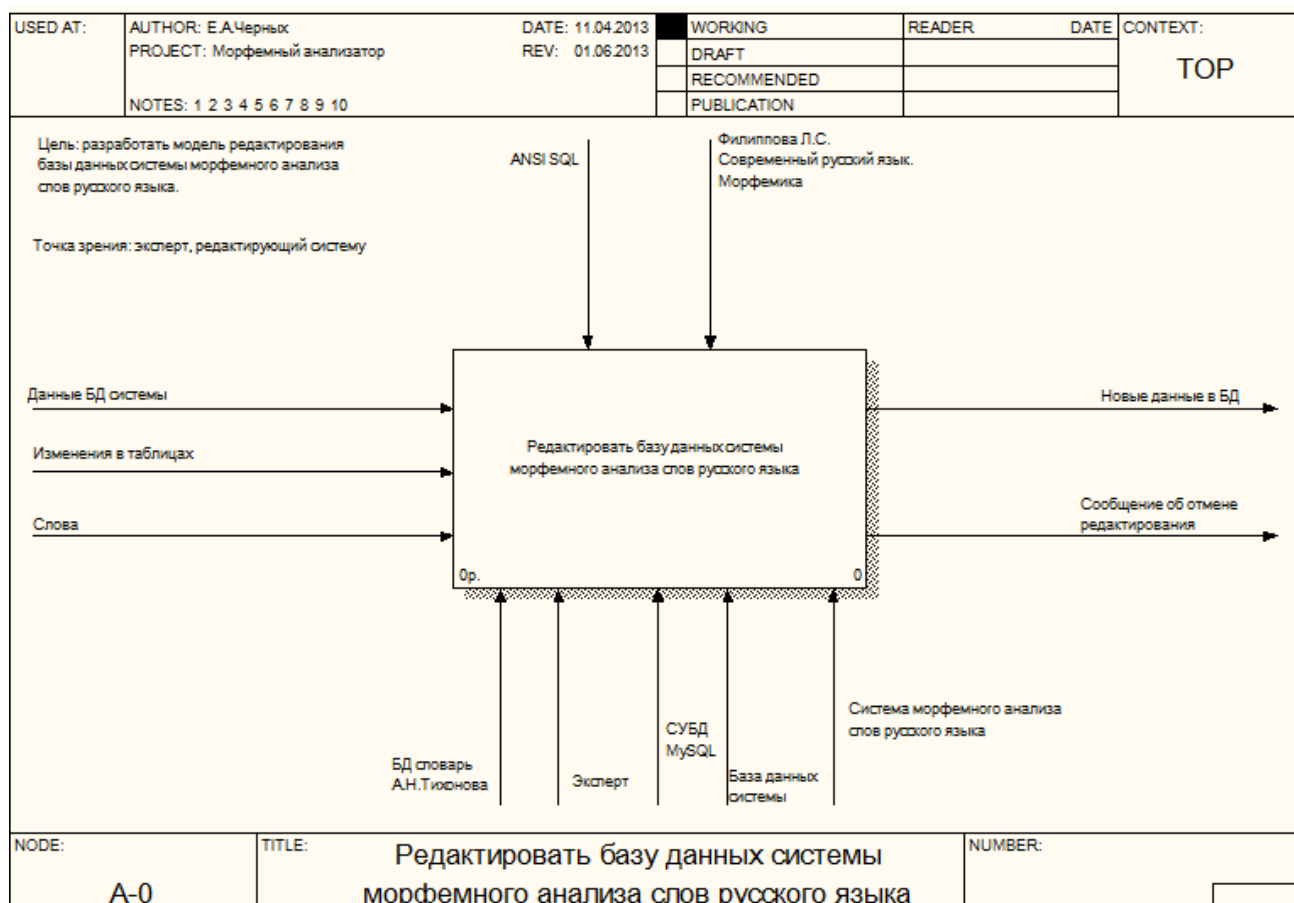 USED AT:
AUTHOR: Е.А.Черных
DATE: 11.04.2013
WORKING
READER
DATE
CONTEXT:
PROJECT: Морфемный анализатор
REV: 01.06.2013
DRAFT
TOP
RECOMMENDED
NOTES: 1 2 3 4 5 6 7 8 9 10
PUBLICATION
Цель: разработать модель редактирования
базы данных системы морфемного анализа
слов русского языка.
Точка зрения: эксперт, редактирующий систему
ANSI SQL
Филиппова Л.С.
Современный русский язык.
Морфемика
Данные БД системы
Изменения в таблицах
Слова
Редактировать базу данных системы
морфемного анализа слов русского языка
0р.
0
Новые данные в БД
Сообщение об отмене
редактирования
БД словарь
А.Н.Тихонова
Эксперт
СУБД
MySQL
База данных
системы
Система морфемного анализа
слов русского языка
NODE:
A-0
TITLE:
Редактировать базу данных системы
морфемного анализа слов русского языка
NUMBER: